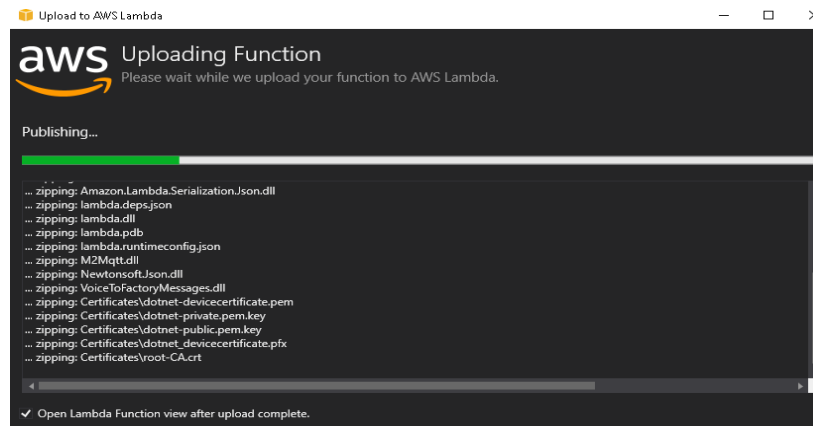 Upload to AWS Lambda
aws
Uploading Function
Please wait while we upload your function to AWS Lambda.
Publishing...
... zipping: Amazon.Lambda.Serialization.Json.dll
... zipping: lambda.deps.json
... zipping: lambda.dll
... zipping: lambda.pdb
... zipping: lambda.runtimeconfig.json
... zipping: M2Mqtt.dll
... zipping: Newtonsoft.Json.dll
... zipping: VoiceToFactoryMessages.dll
... zipping: Certificates\dotnet-devicecertificate.pem
... zipping: Certificates\dotnet-private.pem.key
... zipping: Certificates\dotnet-public.pem.key
... zipping: Certificates\dotnet_devicecertificate.pfx
... zipping: Certificates\root-CA.crt
Open Lambda Function view after upload complete.